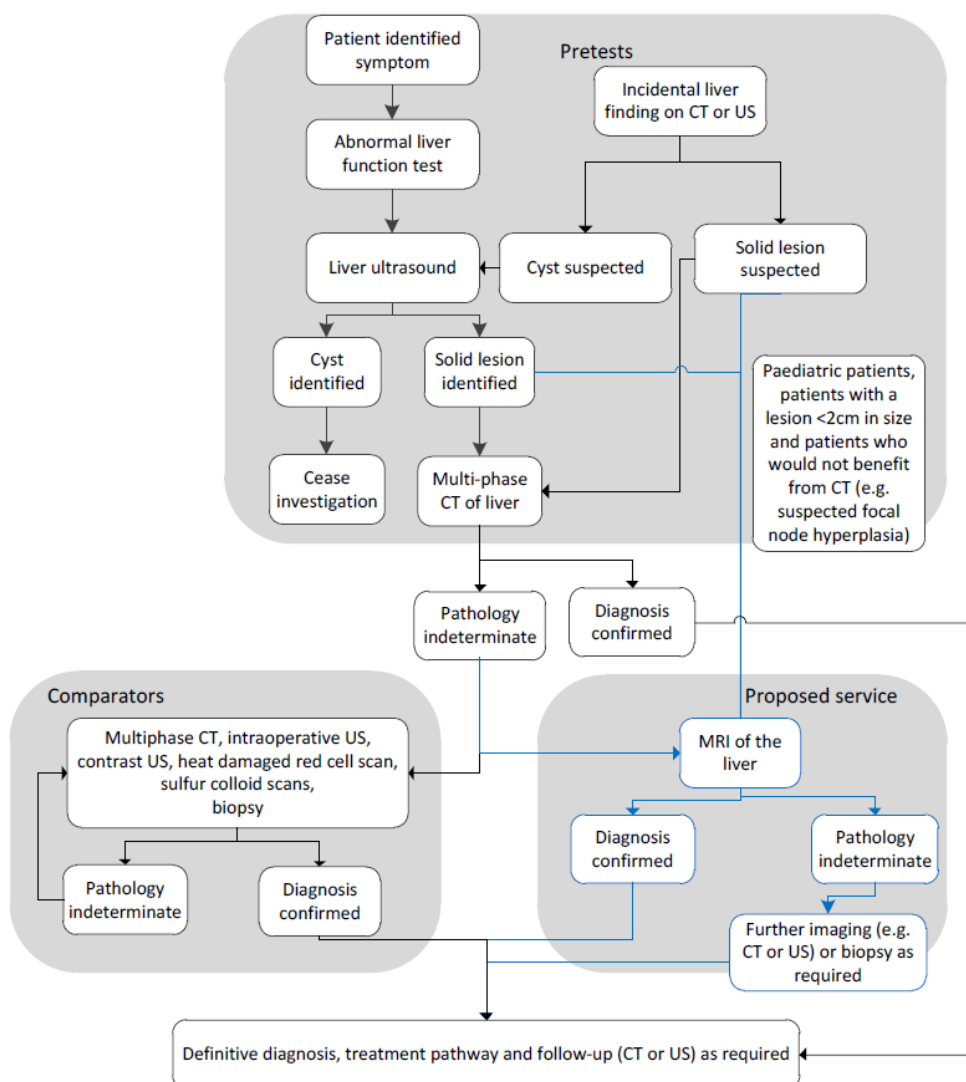 Patient identified
symptom
Pretests
Incidental liver
finding on CT or US
Abnormal liver
function test
Liver ultrasound
Cyst suspected
Solid lesion
suspected
Cyst
identified
Solid lesion
identified
Paediatric patients,
patients with a
lesion <2cm in size
and patients who
would not benefit
from CT (e.g.
suspected focal
node hyperplasia)
Cease
investigation
Multi-phase
CT of liver
Pathology
indeterminate
Diagnosis
confirmed
Comparators
Multiphase CT, intraoperative US,
contrast US, heat damaged red cell scan,
sulfur colloid scans,
biopsy
Pathology
indeterminate
Diagnosis
confirmed
Proposed service
MRI of the
liver
Diagnosis
confirmed
Pathology
indeterminate
Further imaging (e.g.
CT or US) or biopsy as
required
Definitive diagnosis, treatment pathway and follow-up (CT or US) as required